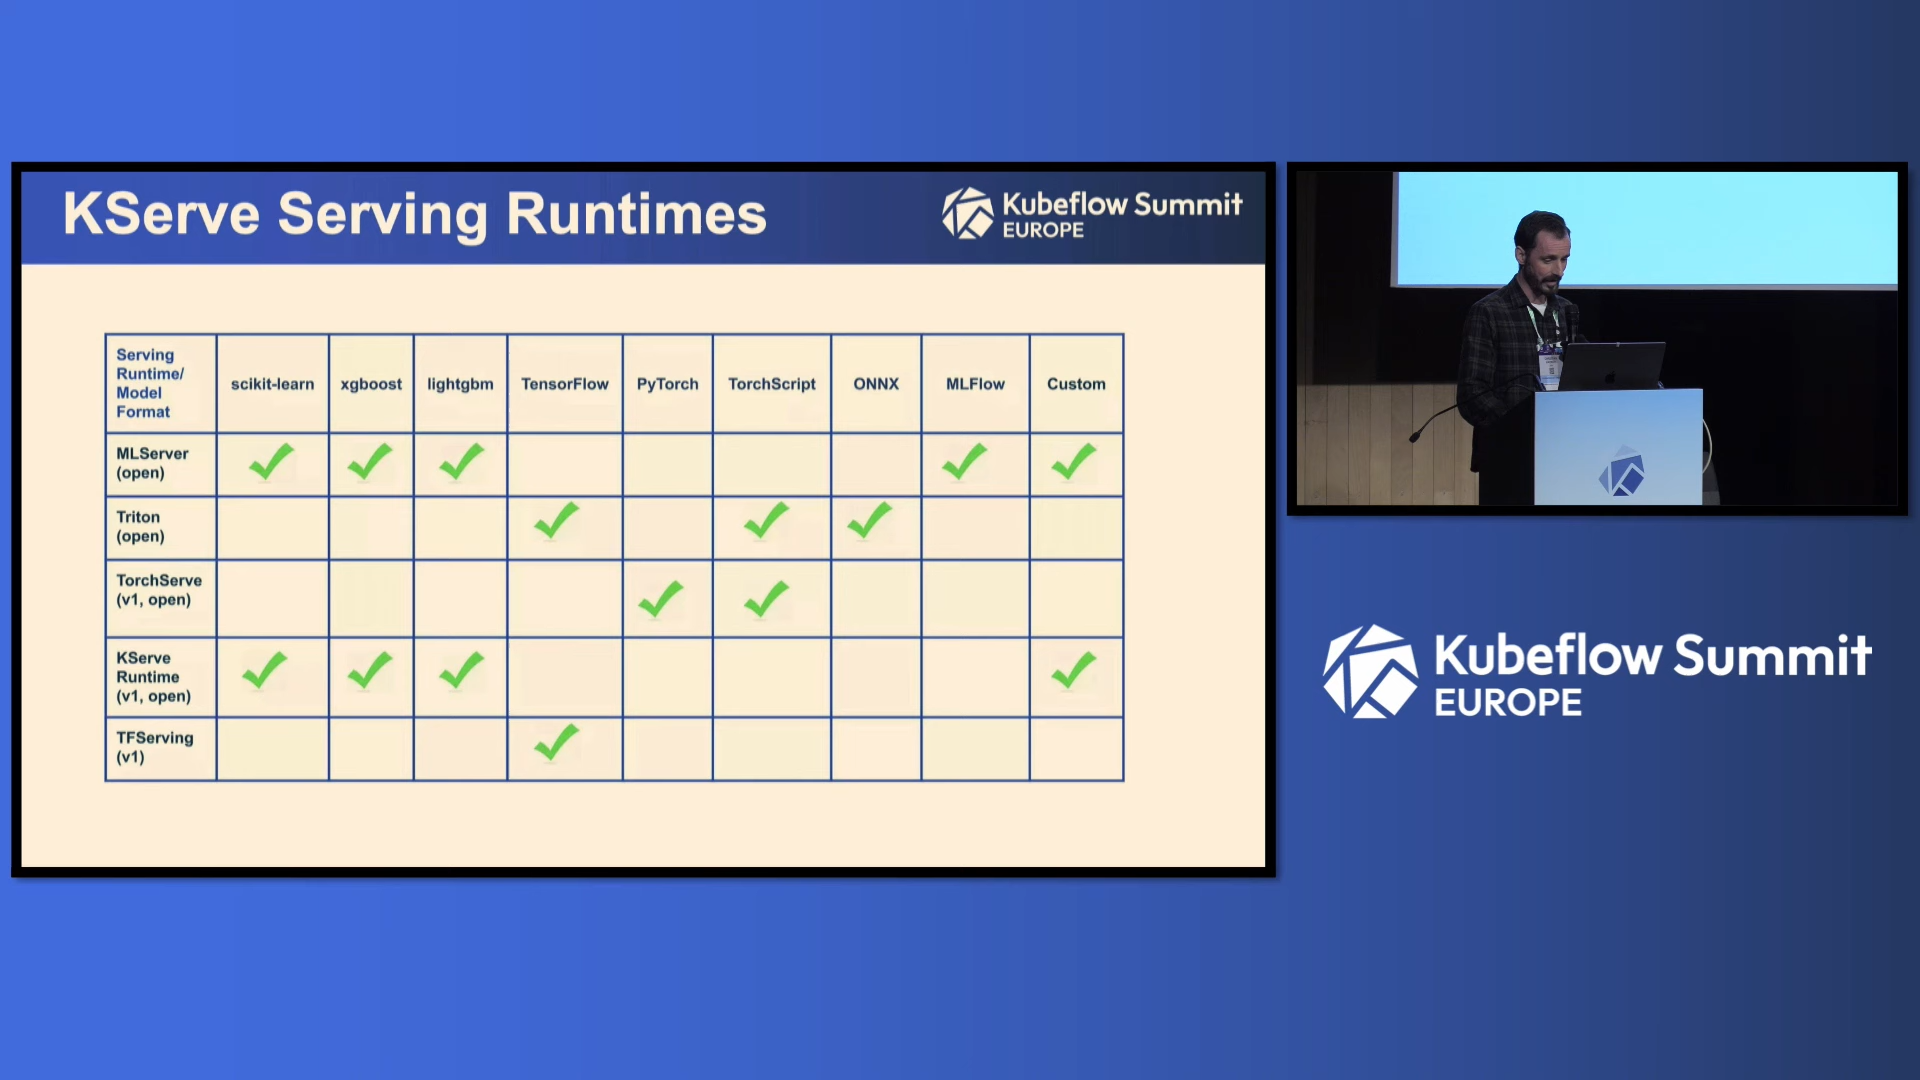 KServe Serving Runtimes
Kubeflow Summit
EUROPE
Serving
Runtime/
Model
Format
scikit-learn
xgboost
lightgbm
TensorFlow
PyTorch
TorchScript
ONNX
MLFlow
Custom
MLServer
(open)
Triton
(open)
TorchServe
(v1, open)
KServe
Runtime
(v1, open)
TFServing
(v1)
Kubeflow Summit
EUROPE